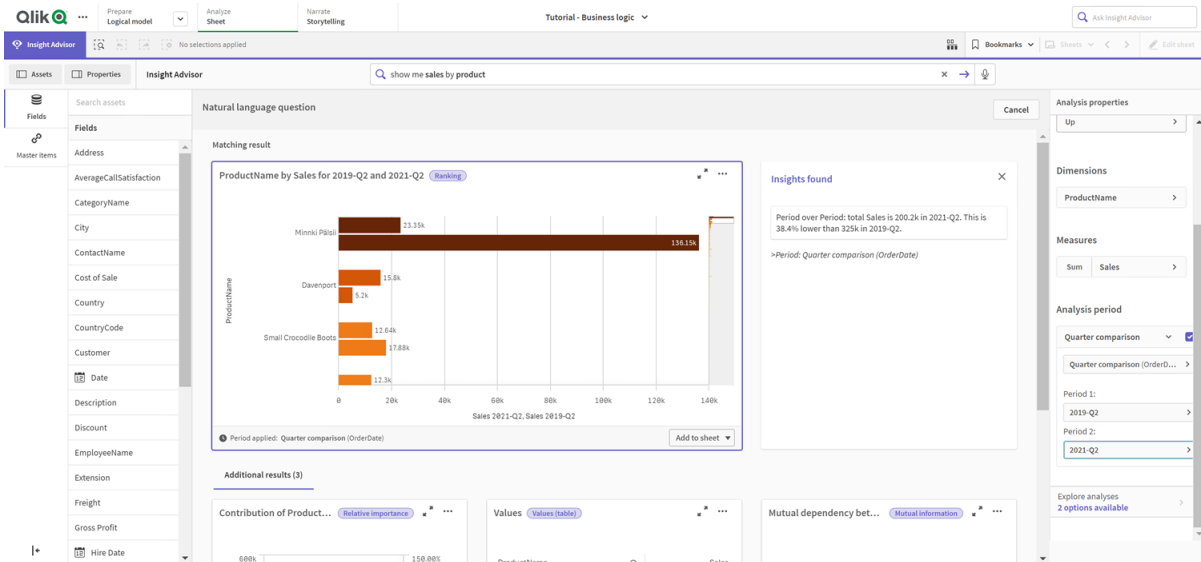 Qlik
Prepare
Logical model
Analyze
Sheet
Narrate
Storytelling
Tutorial - Business logic
Ask Insight Advisor
Insight Advisor
No selections applied
Bookmarks
Sheets
Edit sheet
Assets
Properties
Insight Advisor
show me sales by product
Fields
Master items
Search assets
Fields
Address
AverageCallSatisfaction
CategoryName
City
ContactName
Cost of Sale
Country
CountryCode
Customer
Date
Description
Discount
EmployeeName
Extension
Freight
Gross Profit
Hire Date
Natural language question
Cancel
Matching result
ProductName by Sales for 2019-Q2 and 2021-Q2
Ranking
ProductName
Minnki Pälsii
23.35k
136.15k
Davenport
15.8k
5.2k
Small Crocodile Boots
12.64k
17.88k
12.3k
0 20k 40k 60k 80k 100k 120k 140k
Sales 2021-Q2, Sales 2019-Q2
Period applied: Quarter comparison (OrderDate)
Add to sheet
Insights found
Period over Period: total Sales is 200.2k in 2021-Q2. This is
38.4% lower than 325k in 2019-Q2.
>Period: Quarter comparison (OrderDate)
Additional results (3)
Contribution of Product...
Relative importance
600k
150.00%
Values
Values (table)
ProductName
Sales
Mutual dependency bet...
Mutual information
Analysis properties
Up
Dimensions
ProductName
Measures
Sum
Sales
Analysis period
Quarter comparison
Quarter comparison (OrderD...
Period 1:
2019-Q2
Period 2:
2021-Q2
Explore analyses
2 options available